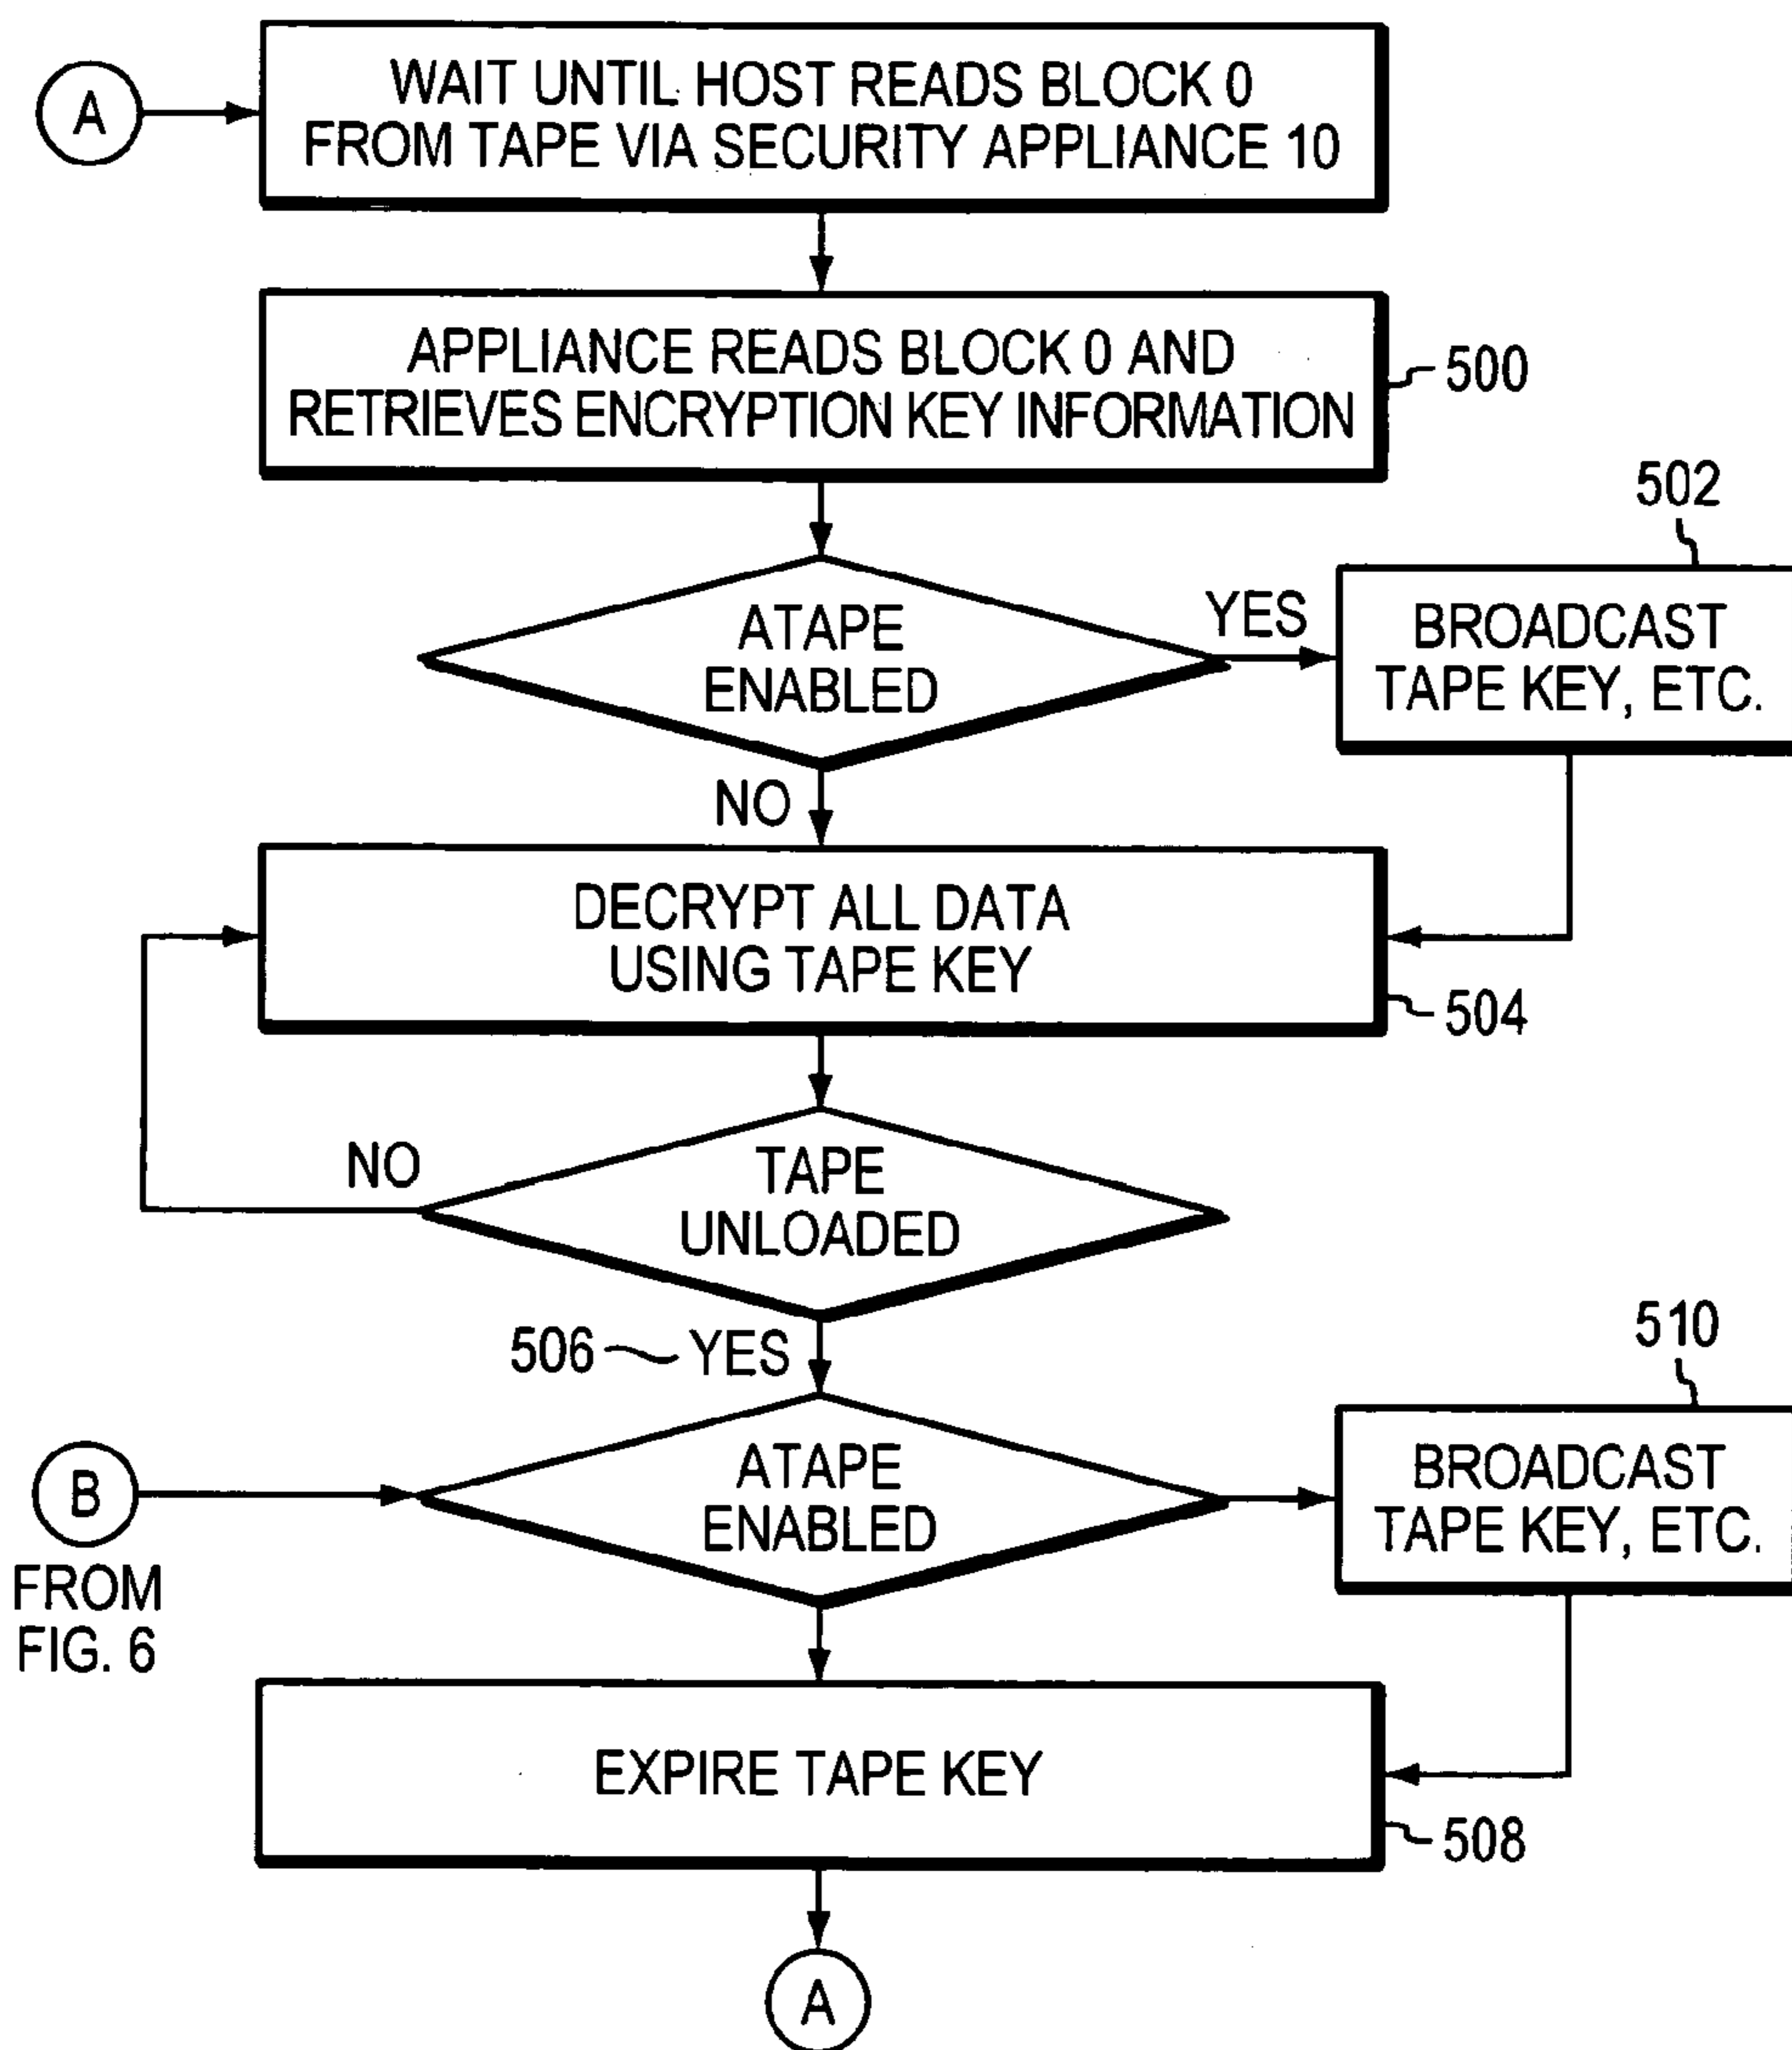 A
WAIT UNTIL HOST READS BLOCK 0
FROM TAPE VIA SECURITY APPLIANCE 10
APPLIANCE READS BLOCK 0 AND
RETRIEVES ENCRYPTION KEY INFORMATION
500
502
ATAPE
ENABLED
YES
BROADCAST
TAPE KEY, ETC.
NO
DECRYPT ALL DATA
USING TAPE KEY
504
NO
TAPE
UNLOADED
506
YES
510
B
FROM
FIG. 6
ATAPE
ENABLED
BROADCAST
TAPE KEY, ETC.
EXPIRE TAPE KEY
508
A